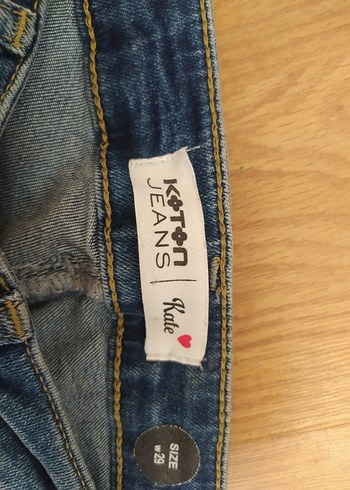 KOTON
JEANS
Kate
SIZE
W 29